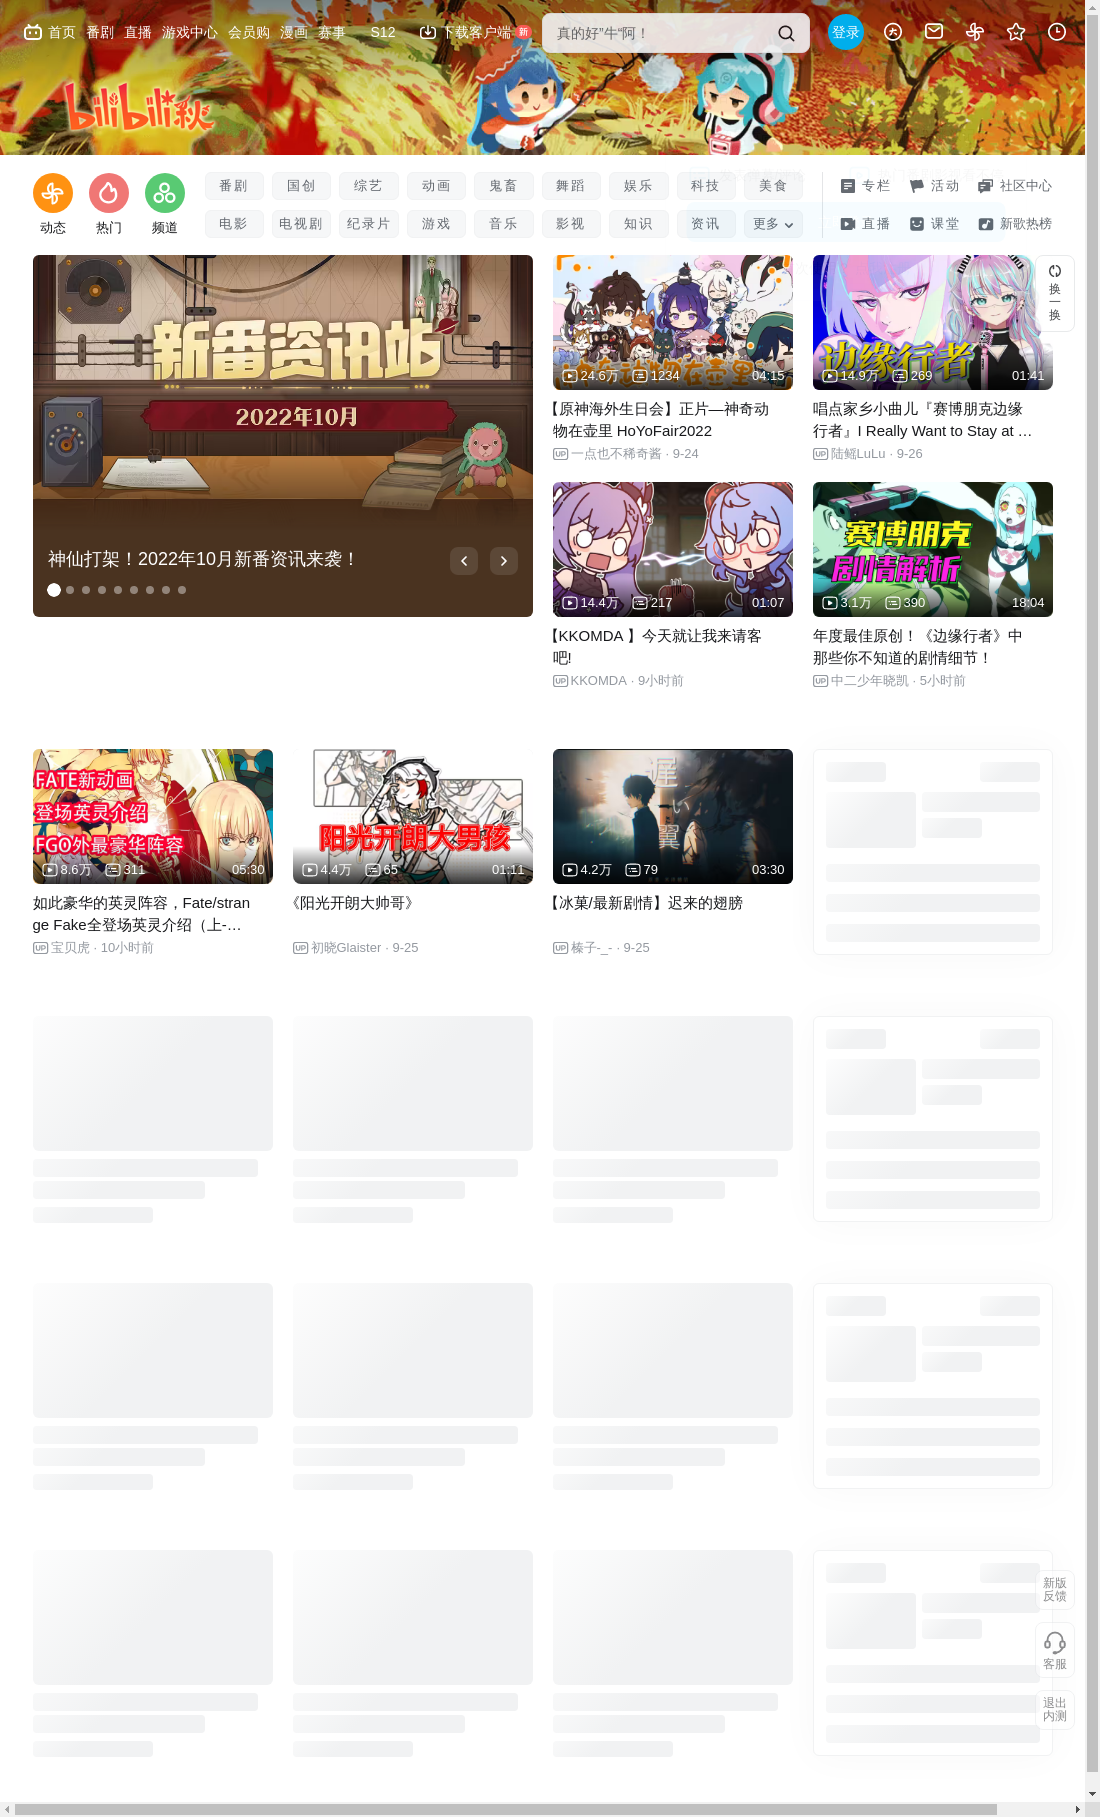 首页 番剧 直播 游戏中心 会员购 漫画 赛事 S12 下载客户端 新
真的好”牛“阿！
登录
bilibili秋
动态 热门 频道
番剧 国创 综艺 动画 鬼畜 舞蹈 娱乐 科技 美食
专栏 活动 社区中心
电影 电视剧 纪录片 游戏 音乐 影视 知识 资讯 更多
直播 课堂 新歌热榜
换一换
新番资讯站
2022年10月
神仙打架！2022年10月新番资讯来袭！
动物在壶里
24.6万 1234 04:15
【原神海外生日会】正片—神奇动
物在壶里 HoYoFair2022
UP 一点也不稀奇酱 · 9-24
边缘行者
14.9万 269 01:41
唱点家乡小曲儿『赛博朋克边缘
行者』I Really Want to Stay at …
UP 陆鳐LuLu · 9-26
14.4万 217 01:07
【KKOMDA 】今天就让我来请客
吧!
UP KKOMDA · 9小时前
赛博朋克
剧情解析
3.1万 390 18:04
年度最佳原创！《边缘行者》中
那些你不知道的剧情细节！
UP 中二少年晓凯 · 5小时前
FATE新动画
登场英灵介绍
FGO外最豪华阵容
8.6万 311 05:30
如此豪华的英灵阵容，Fate/stran
ge Fake全登场英灵介绍（上-…
UP 宝贝虎 · 10小时前
阳光开朗大男孩
4.4万 65 01:11
《阳光开朗大帅哥》
UP 初晓Glaister · 9-25
遅い翼
4.2万 79 03:30
【冰菓/最新剧情】迟来的翅膀
UP 榛子-_- · 9-25
新版
反馈
客服
退出
内测